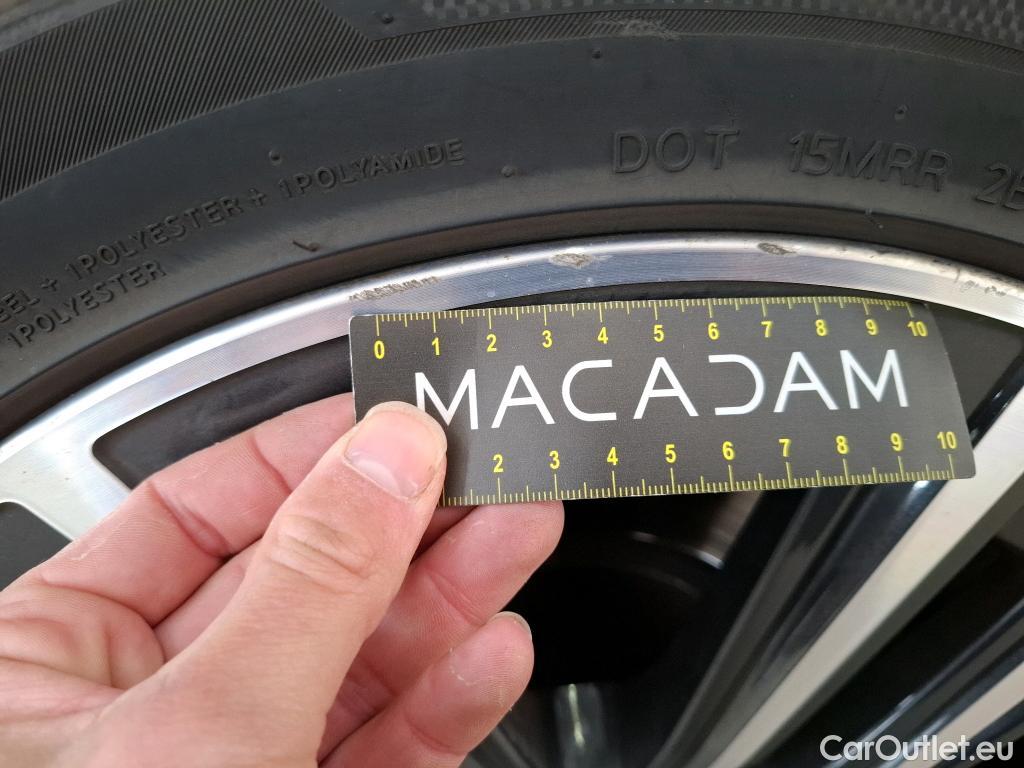 DOT 15MRR
+ 1POLYESTER + 1POLYAMIDE
1POLYESTER
0 1 2 3 4 5 6 7 8 9 10
MACADAM
2 3 4 5 6 7 8 9 10
CarOutlet.eu